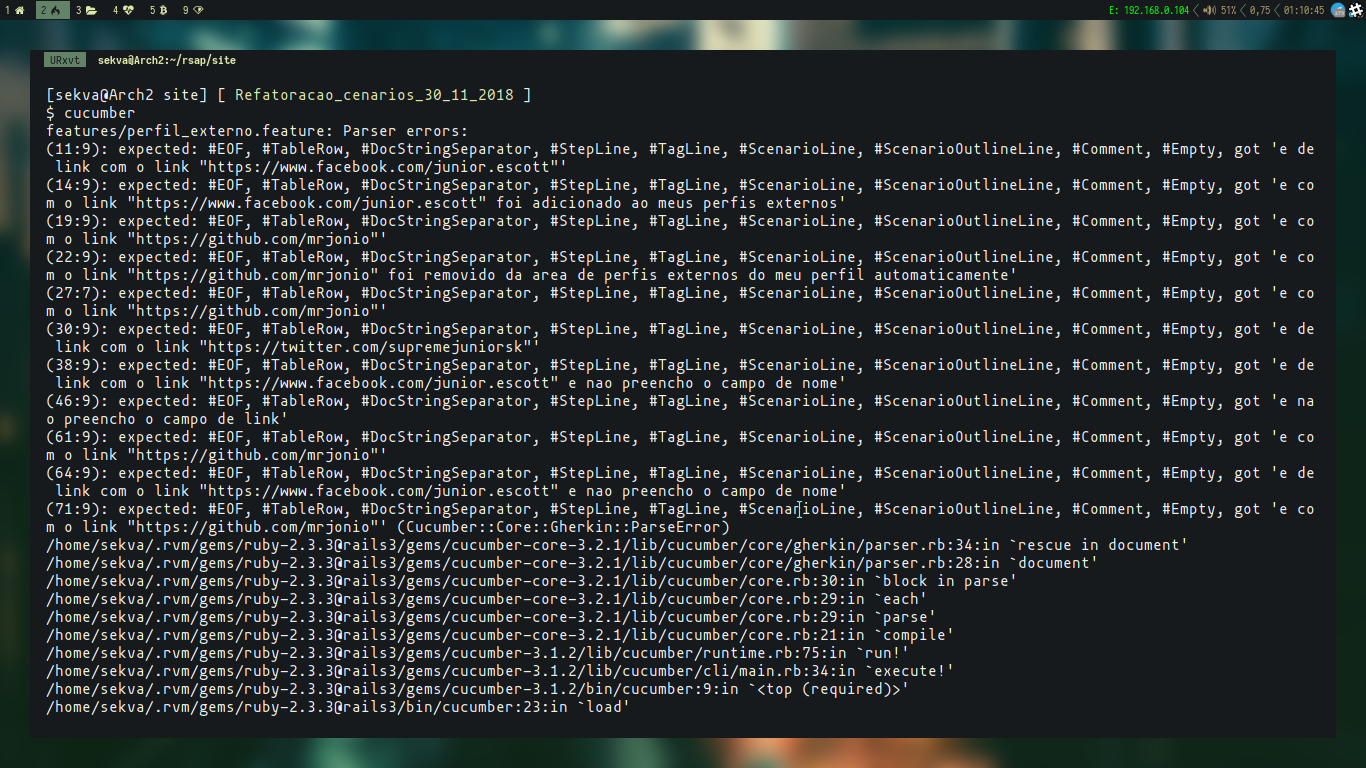 1 2 3 4 5 9 E: 192.168.0.104 51% 0,75 01:10:45
URxvt sekva@Arch2:~/rsap/site
[sekva@Arch2 site] [ Refatoracao_cenarios_30_11_2018 ]
$ cucumber
features/perfil_externo.feature: Parser errors:
(11:9): expected: #EOF, #TableRow, #DocStringSeparator, #StepLine, #TagLine, #ScenarioLine, #ScenarioOutlineLine, #Comment, #Empty, got 'e de
link com o link "https://www.facebook.com/junior.escott"'
(14:9): expected: #EOF, #TableRow, #DocStringSeparator, #StepLine, #TagLine, #ScenarioLine, #ScenarioOutlineLine, #Comment, #Empty, got 'e co
m o link "https://www.facebook.com/junior.escott" foi adicionado ao meus perfis externos'
(19:9): expected: #EOF, #TableRow, #DocStringSeparator, #StepLine, #TagLine, #ScenarioLine, #ScenarioOutlineLine, #Comment, #Empty, got 'e co
m o link "https://github.com/mrjonio"'
(22:9): expected: #EOF, #TableRow, #DocStringSeparator, #StepLine, #TagLine, #ScenarioLine, #ScenarioOutlineLine, #Comment, #Empty, got 'e co
m o link "https://github.com/mrjonio" foi removido da area de perfis externos do meu perfil automaticamente'
(27:7): expected: #EOF, #TableRow, #DocStringSeparator, #StepLine, #TagLine, #ScenarioLine, #ScenarioOutlineLine, #Comment, #Empty, got 'e co
m o link "https://github.com/mrjonio"'
(30:9): expected: #EOF, #TableRow, #DocStringSeparator, #StepLine, #TagLine, #ScenarioLine, #ScenarioOutlineLine, #Comment, #Empty, got 'e de
link com o link "https://twitter.com/supremejuniorsk"'
(38:9): expected: #EOF, #TableRow, #DocStringSeparator, #StepLine, #TagLine, #ScenarioLine, #ScenarioOutlineLine, #Comment, #Empty, got 'e de
link com o link "https://www.facebook.com/junior.escott" e nao preencho o campo de nome'
(46:9): expected: #EOF, #TableRow, #DocStringSeparator, #StepLine, #TagLine, #ScenarioLine, #ScenarioOutlineLine, #Comment, #Empty, got 'e na
o preencho o campo de link'
(61:9): expected: #EOF, #TableRow, #DocStringSeparator, #StepLine, #TagLine, #ScenarioLine, #ScenarioOutlineLine, #Comment, #Empty, got 'e co
m o link "https://github.com/mrjonio"'
(64:9): expected: #EOF, #TableRow, #DocStringSeparator, #StepLine, #TagLine, #ScenarioLine, #ScenarioOutlineLine, #Comment, #Empty, got 'e de
link com o link "https://www.facebook.com/junior.escott" e nao preencho o campo de nome'
(71:9): expected: #EOF, #TableRow, #DocStringSeparator, #StepLine, #TagLine, #ScenarioLine, #ScenarioOutlineLine, #Comment, #Empty, got 'e co
m o link "https://github.com/mrjonio"' (Cucumber::Core::Gherkin::ParseError)
/home/sekva/.rvm/gems/ruby-2.3.3@rails3/gems/cucumber-core-3.2.1/lib/cucumber/core/gherkin/parser.rb:34:in `rescue in document'
/home/sekva/.rvm/gems/ruby-2.3.3@rails3/gems/cucumber-core-3.2.1/lib/cucumber/core/gherkin/parser.rb:28:in `document'
/home/sekva/.rvm/gems/ruby-2.3.3@rails3/gems/cucumber-core-3.2.1/lib/cucumber/core.rb:30:in `block in parse'
/home/sekva/.rvm/gems/ruby-2.3.3@rails3/gems/cucumber-core-3.2.1/lib/cucumber/core.rb:29:in `each'
/home/sekva/.rvm/gems/ruby-2.3.3@rails3/gems/cucumber-core-3.2.1/lib/cucumber/core.rb:29:in `parse'
/home/sekva/.rvm/gems/ruby-2.3.3@rails3/gems/cucumber-core-3.2.1/lib/cucumber/core.rb:21:in `compile'
/home/sekva/.rvm/gems/ruby-2.3.3@rails3/gems/cucumber-3.1.2/lib/cucumber/runtime.rb:75:in `run!'
/home/sekva/.rvm/gems/ruby-2.3.3@rails3/gems/cucumber-3.1.2/lib/cucumber/cli/main.rb:34:in `execute!'
/home/sekva/.rvm/gems/ruby-2.3.3@rails3/gems/cucumber-3.1.2/bin/cucumber:9:in `<top (required)>'
/home/sekva/.rvm/gems/ruby-2.3.3@rails3/bin/cucumber:23:in `load'